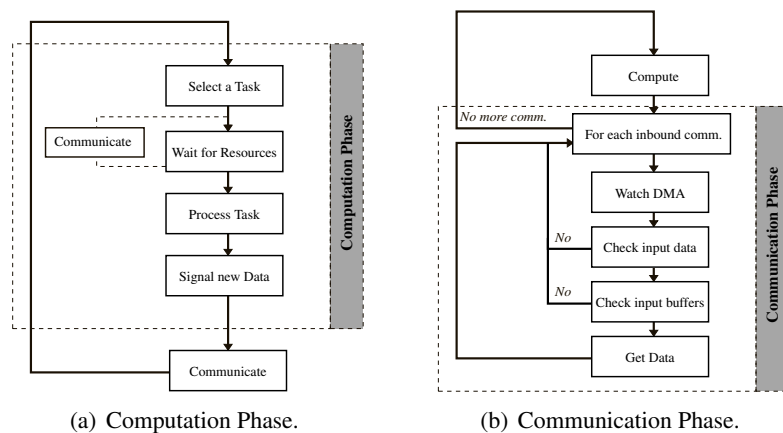 Select a Task
Communicate
Wait for Resources
Process Task
Signal new Data
Communicate
Computation Phase
(a) Computation Phase.
Compute
No more comm.
For each inbound comm.
Watch DMA
No
Check input data
No
Check input buffers
Get Data
Communication Phase
(b) Communication Phase.